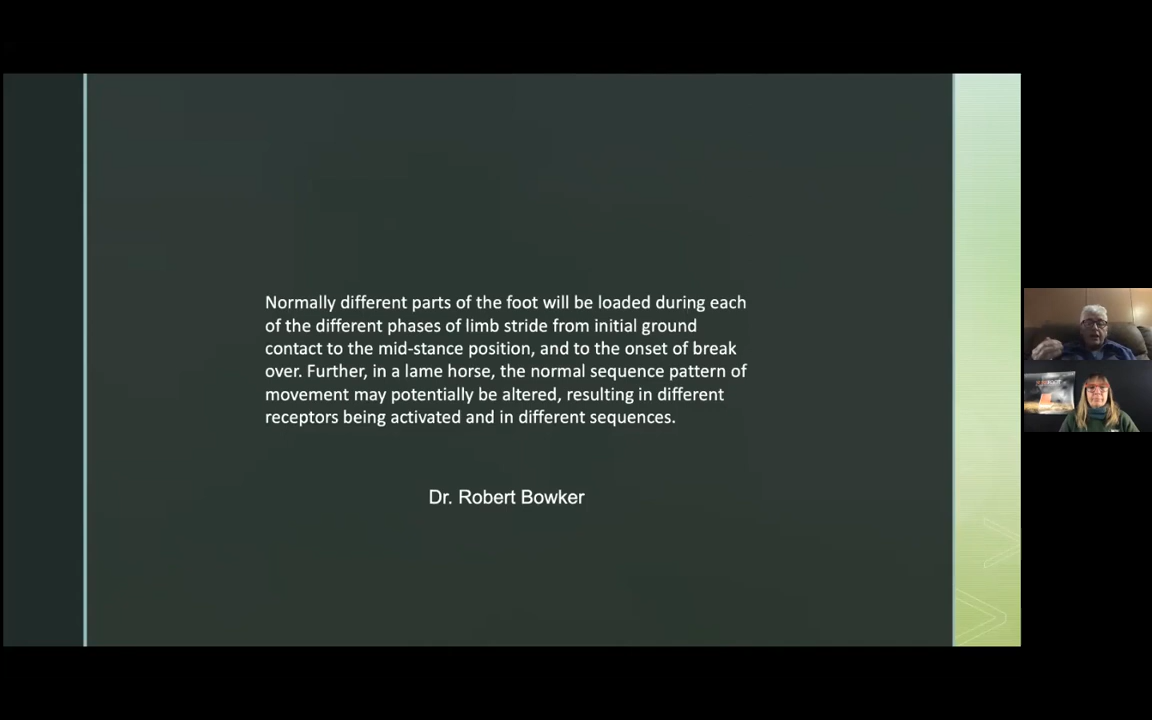 Normally different parts of the foot will be loaded during each
of the different phases of limb stride from initial ground
contact to the mid-stance position, and to the onset of break
over. Further, in a lame horse, the normal sequence pattern of
movement may potentially be altered, resulting in different
receptors being activated and in different sequences.
Dr. Robert Bowker